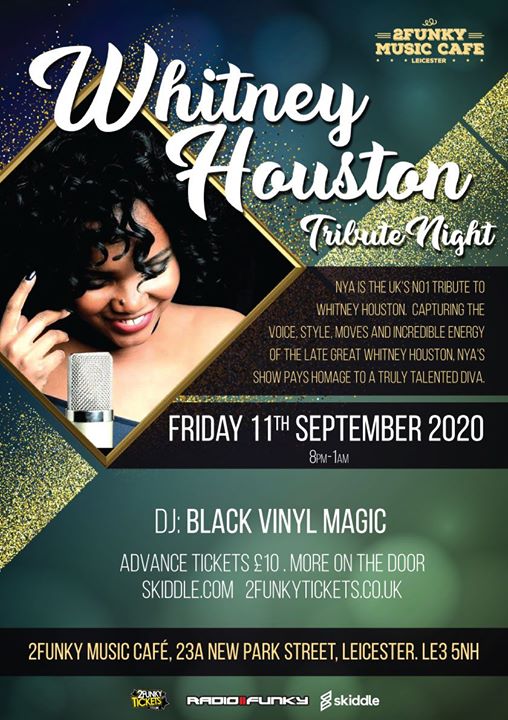 2FUNKY
MUSIC CAFE
LEICESTER
Whitney
Houston
Tribute Night
NYA IS THE UK'S NO1 TRIBUTE TO
WHITNEY HOUSTON. CAPTURING THE
VOICE, STYLE, MOVES AND INCREDIBLE ENERGY
OF THE LATE GREAT WHITNEY HOUSTON, NYA'S
SHOW PAYS HOMAGE TO A TRULY TALENTED DIVA.
FRIDAY 11TH SEPTEMBER 2020
8PM-1AM
DJ: BLACK VINYL MAGIC
ADVANCE TICKETS £10 . MORE ON THE DOOR
SKIDDLE.COM 2FUNKYTICKETS.CO.UK
2FUNKY MUSIC CAFÉ, 23A NEW PARK STREET, LEICESTER. LE3 5NH
2FUNKY
TICKETS
RADIO2FUNKY
skiddle